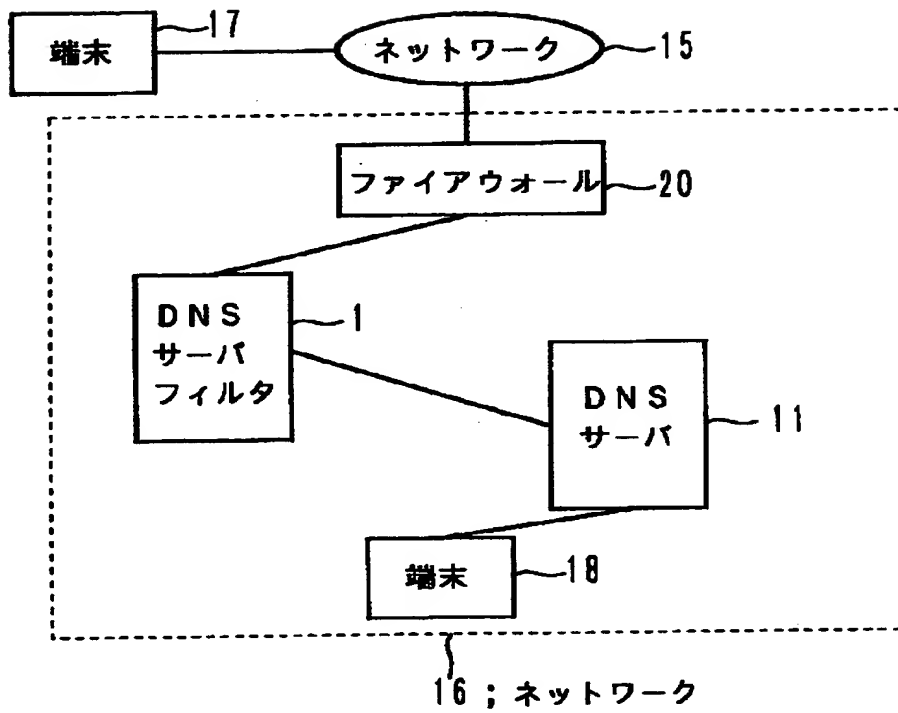 17
端末
ネットワーク
15
ファイアウォール
20
DNS
サーバ
フィルタ
1
DNS
サーバ
11
端末
18
16 ; ネットワーク